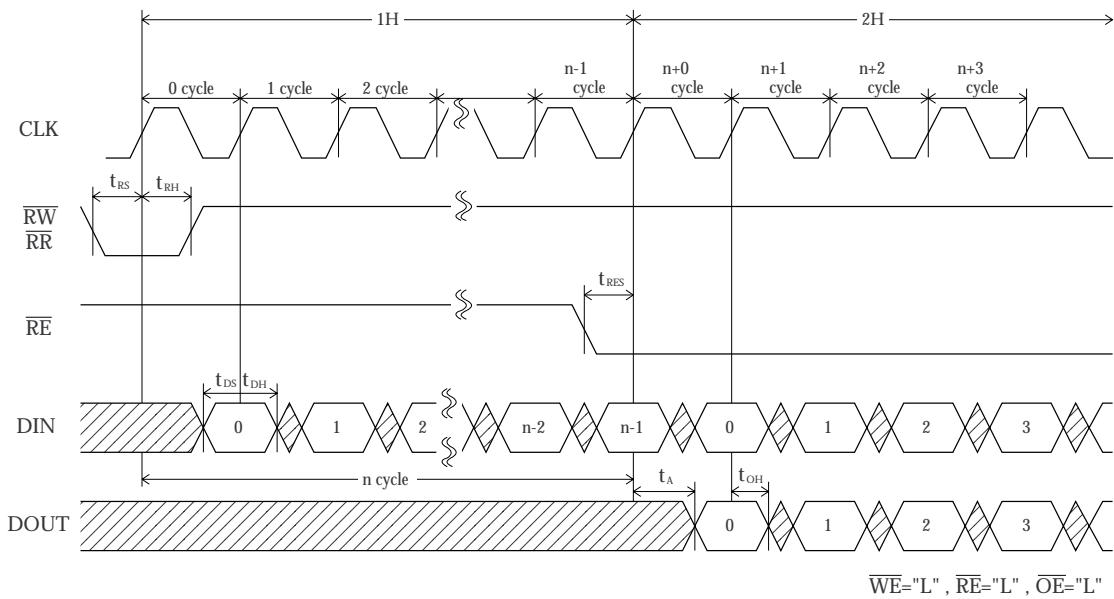 1H 2H
0 cycle 1 cycle 2 cycle n-1 cycle n+0 cycle n+1 cycle n+2 cycle n+3 cycle
CLK
tRS tRH
RW
RR
tRES
RE
tDS tDH
DIN 0 1 2 n-2 n-1 0 1 2 3
n cycle tA tOH
DOUT 0 1 2 3
WE="L" , RE="L" , OE="L"